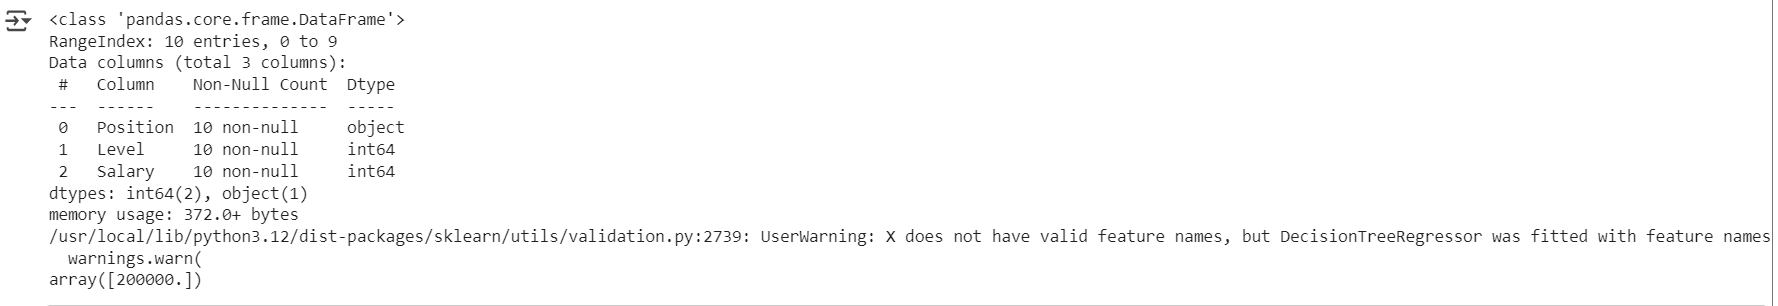 <class 'pandas.core.frame.DataFrame'>
RangeIndex: 10 entries, 0 to 9
Data columns (total 3 columns):
 #   Column    Non-Null Count  Dtype
---  ------    --------------  -----
 0   Position  10 non-null     object
 1   Level     10 non-null     int64
 2   Salary    10 non-null     int64
dtypes: int64(2), object(1)
memory usage: 372.0+ bytes
/usr/local/lib/python3.12/dist-packages/sklearn/utils/validation.py:2739: UserWarning: X does not have valid feature names, but DecisionTreeRegressor was fitted with feature names
  warnings.warn(
array([200000.])